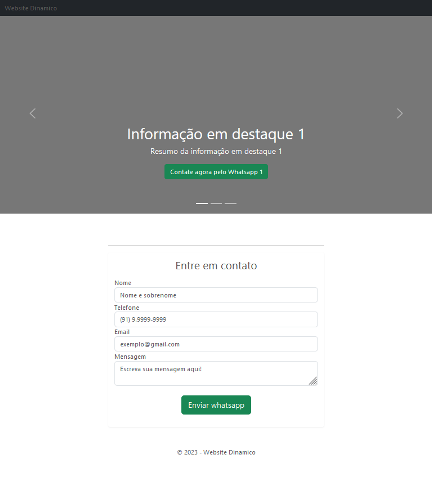 Website Dinamico
Informação em destaque 1
Resumo da informação em destaque 1
Contate agora pelo Whatsapp 1
Entre em contato
Nome
Nome e sobrenome
Telefone
(91) 9.9999-9999
Email
exemplo@gmail.com
Mensagem
Escreva sua mensagem aqui!
Enviar whatsapp
© 2021 - Website Dinamico